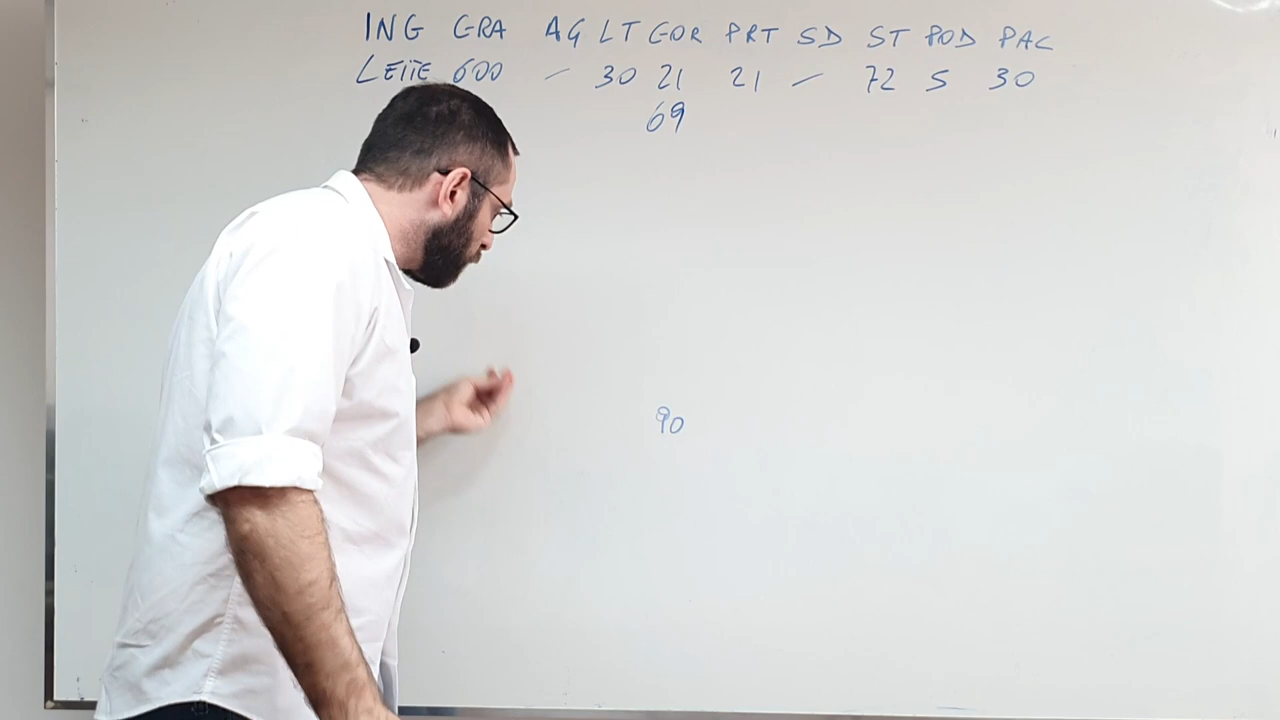 ING GRA AG LT GOR PRT SD ST POD PAC
LEITE 600 – 30 21 21 – 72 5 30
69
90